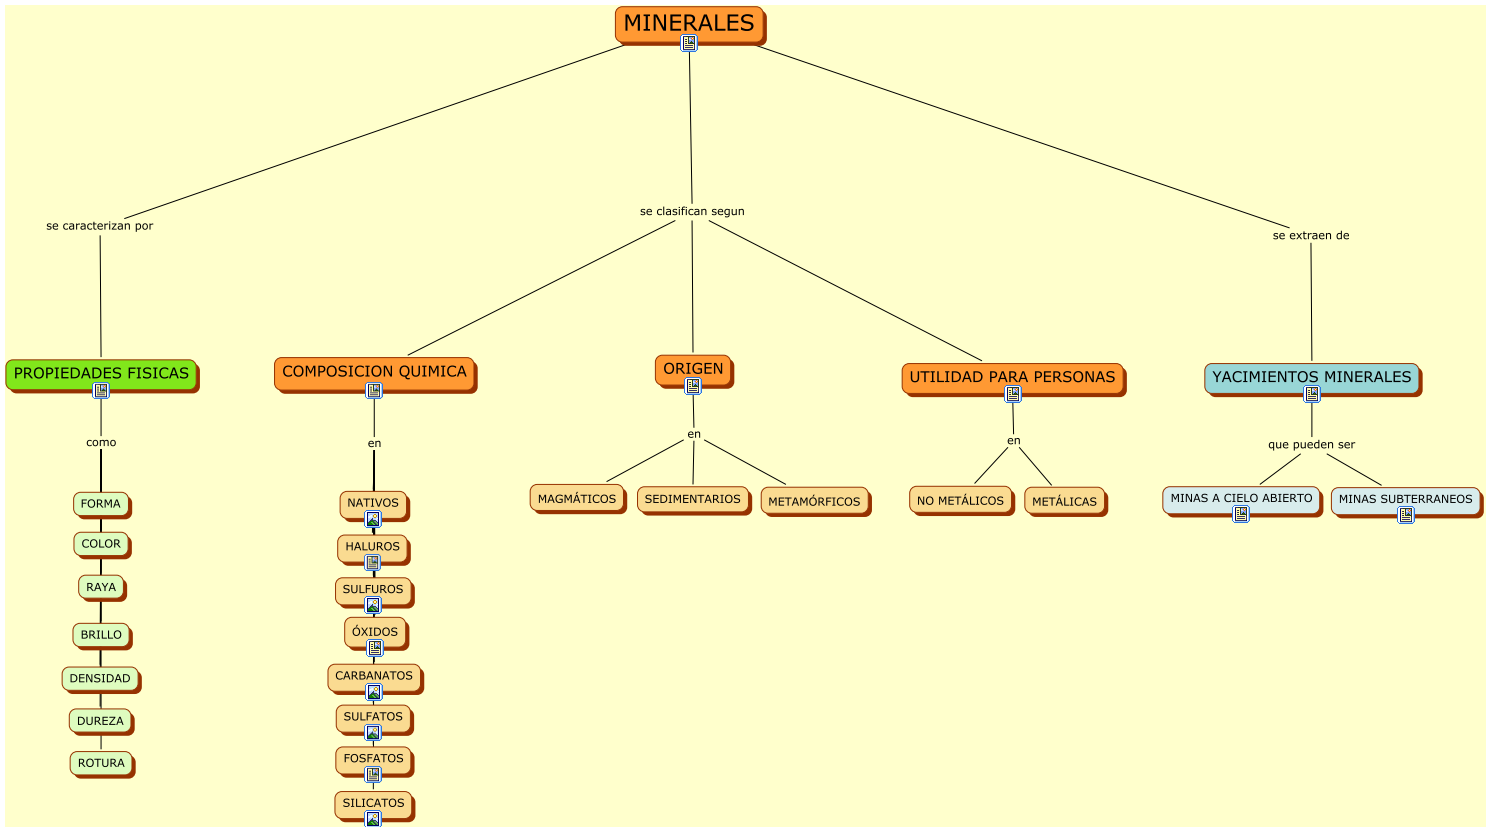 MINERALES
se caracterizan por
se clasifican segun
se extraen de
PROPIEDADES FISICAS
COMPOSICION QUIMICA
ORIGEN
UTILIDAD PARA PERSONAS
YACIMIENTOS MINERALES
como
en
en
en
que pueden ser
FORMA
COLOR
RAYA
BRILLO
DENSIDAD
DUREZA
ROTURA
NATIVOS
HALUROS
SULFUROS
ÓXIDOS
CARBANATOS
SULFATOS
FOSFATOS
SILICATOS
MAGMÁTICOS
SEDIMENTARIOS
METAMÓRFICOS
NO METÁLICOS
METÁLICAS
MINAS A CIELO ABIERTO
MINAS SUBTERRANEOS